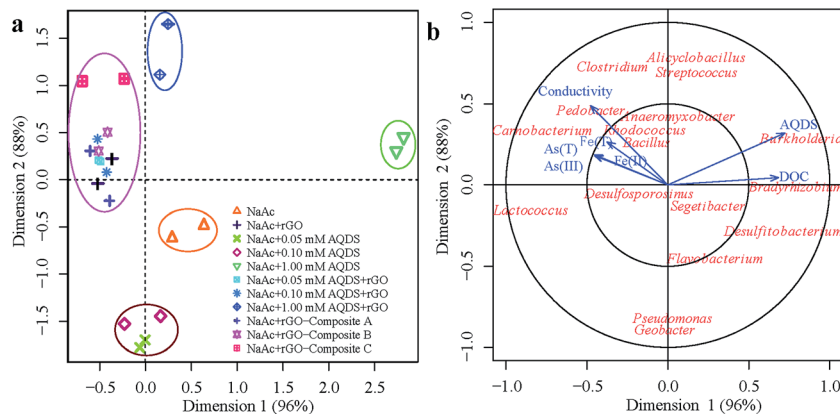 a
Dimension 2 (88%)
1.5
1.0
0.5
0.0
−0.5
−1.0
−1.5
−0.5
0.0
0.5
1.0
1.5
2.0
2.5
Dimension 1 (96%)
NaAc
NaAc+rGO
NaAc+0.05 mM AQDS
NaAc+0.10 mM AQDS
NaAc+1.00 mM AQDS
NaAc+0.05 mM AQDS+rGO
NaAc+0.10 mM AQDS+rGO
NaAc+1.00 mM AQDS+rGO
NaAc+rGO−Composite A
NaAc+rGO−Composite B
NaAc+rGO−Composite C
b
Dimension 2 (88%)
1.0
0.5
0.0
−0.5
−1.0
Alicyclobacillus
Clostridium
Streptococcus
Conductivity
Pedobacter
Anaeromyxobacter
AQDS
Carnobacterium
Rhodococcus
Fe(T)
Bacillus
Burkholderia
As(T)
Fe(II)
As(III)
DOC
Desulfosporosinus
Bradyrhizobium
Lactococcus
Segetibacter
Desulfitobacterium
Flavobacterium
Pseudomonas
Geobacter
−1.0
−0.5
0.0
0.5
1.0
Dimension 1 (96%)